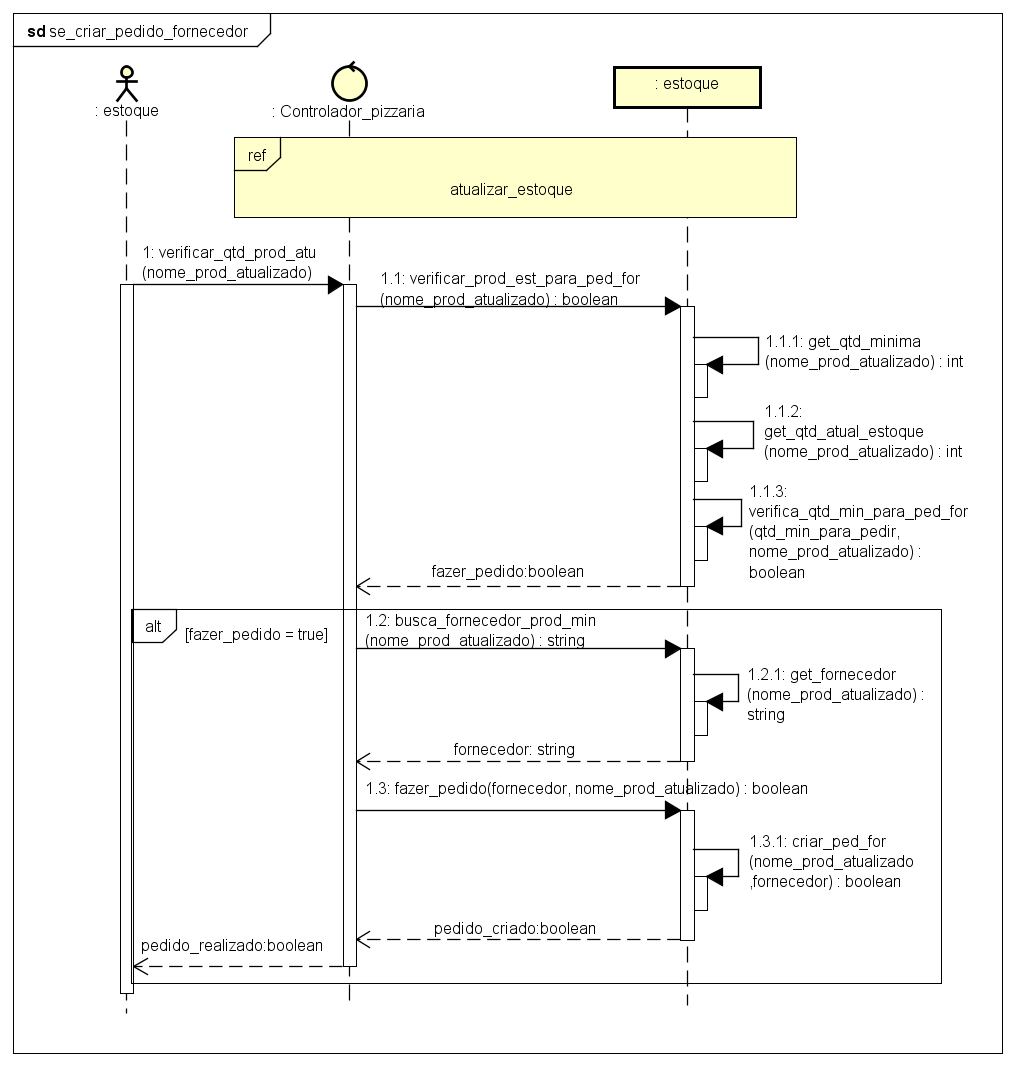 sd se_criar_pedido_fornecedor
: estoque
: Controlador_pizzaria
: estoque
ref
atualizar_estoque
1: verificar_qtd_prod_atu
(nome_prod_atualizado)
1.1: verificar_prod_est_para_ped_for
(nome_prod_atualizado) : boolean
1.1.1: get_qtd_minima
(nome_prod_atualizado) : int
1.1.2:
get_qtd_atual_estoque
(nome_prod_atualizado) : int
1.1.3:
verifica_qtd_min_para_ped_for
(qtd_min_para_pedir,
nome_prod_atualizado) :
boolean
fazer_pedido:boolean
alt
[fazer_pedido = true]
1.2: busca_fornecedor_prod_min
(nome_prod_atualizado) : string
1.2.1: get_fornecedor
(nome_prod_atualizado) :
string
fornecedor: string
1.3: fazer_pedido(fornecedor, nome_prod_atualizado) : boolean
1.3.1: criar_ped_for
(nome_prod_atualizado
,fornecedor) : boolean
pedido_criado:boolean
pedido_realizado:boolean